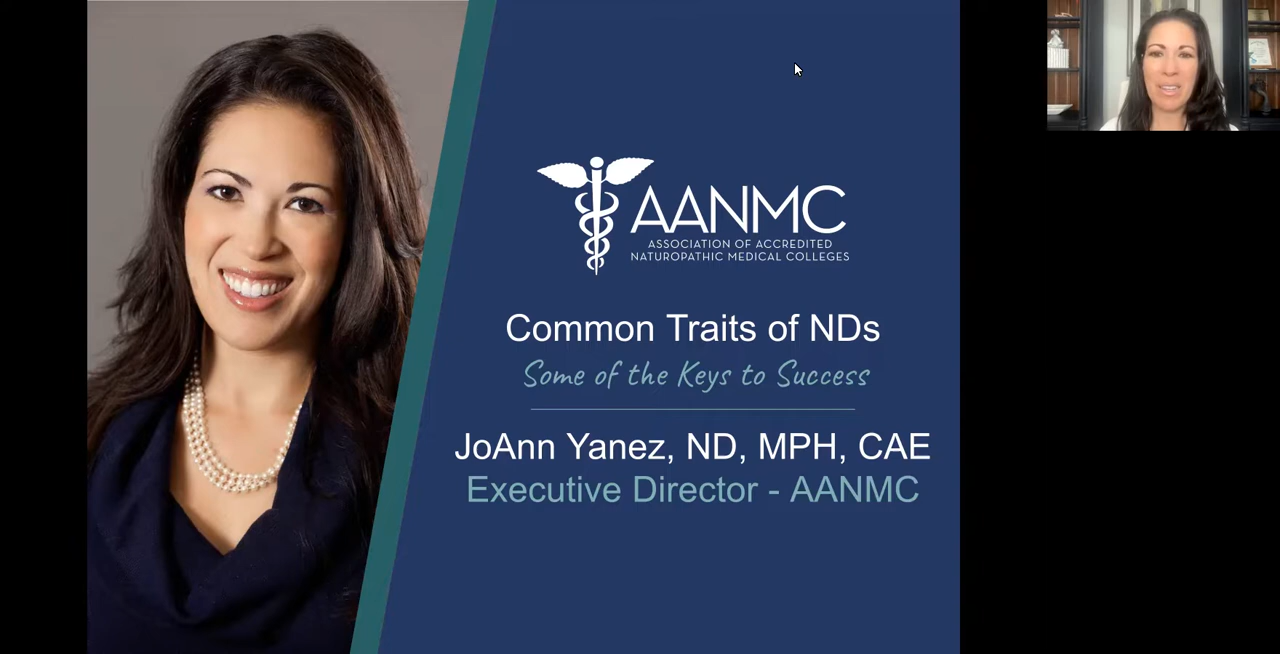 AANMC
ASSOCIATION OF ACCREDITED
NATUROPATHIC MEDICAL COLLEGES
Common Traits of NDs
Some of the Keys to Success
JoAnn Yanez, ND, MPH, CAE
Executive Director - AANMC